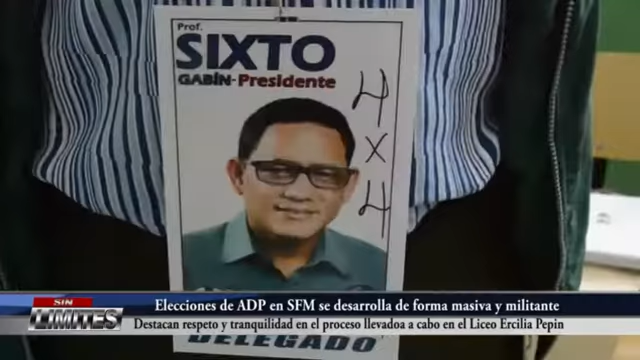 Prof.
SIXTO
GABÍN-Presidente
4
x
4
Elecciones de ADP en SFM se desarrolla de forma masiva y militante
SIN
LIMITES
Destacan respeto y tranquilidad en el proceso llevadoa a cabo en el Liceo Ercilia Pepin
DELEGADO